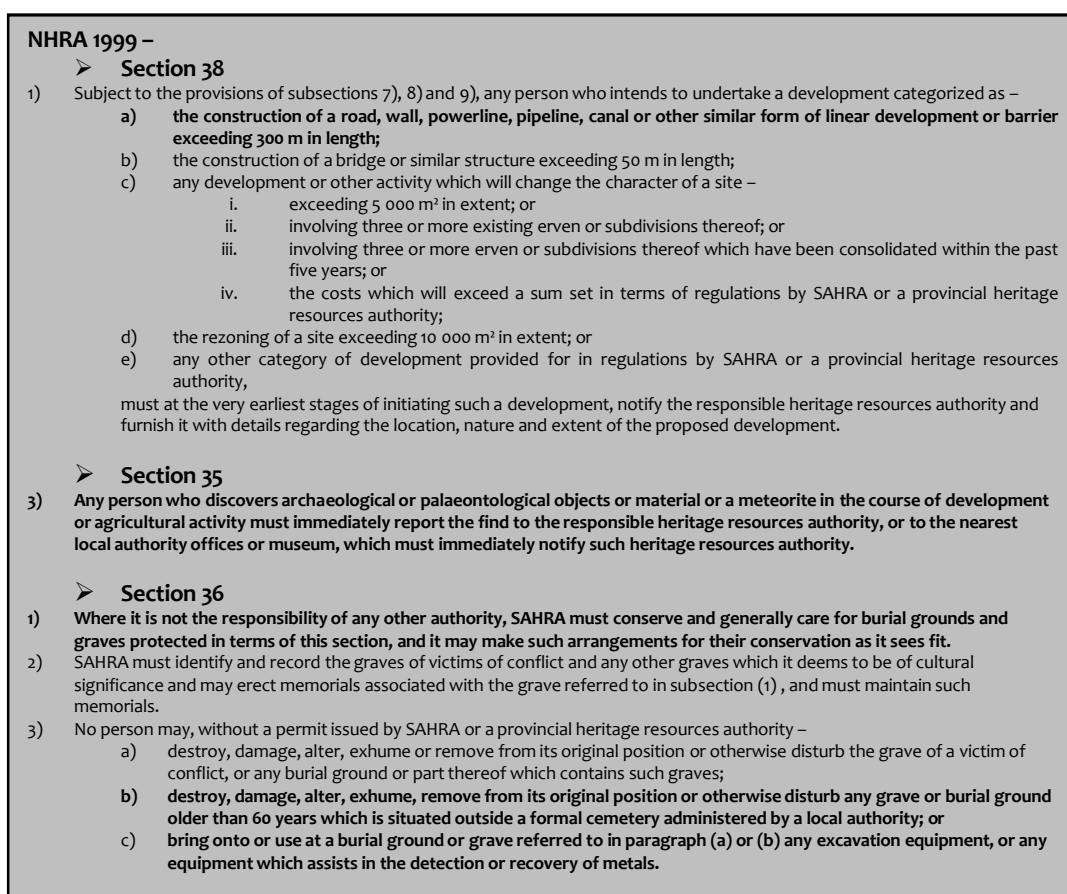 NHRA 1999 –
➢ Section 38
1) Subject to the provisions of subsections 7), 8) and 9), any person who intends to undertake a development categorized as –
a) the construction of a road, wall, powerline, pipeline, canal or other similar form of linear development or barrier
exceeding 300 m in length;
b) the construction of a bridge or similar structure exceeding 50 m in length;
c) any development or other activity which will change the character of a site –
i. exceeding 5 000 m² in extent; or
ii. involving three or more existing erven or subdivisions thereof; or
iii. involving three or more erven or subdivisions thereof which have been consolidated within the past
five years; or
iv. the costs which will exceed a sum set in terms of regulations by SAHRA or a provincial heritage
resources authority;
d) the rezoning of a site exceeding 10 000 m² in extent; or
e) any other category of development provided for in regulations by SAHRA or a provincial heritage resources
authority,
must at the very earliest stages of initiating such a development, notify the responsible heritage resources authority and
furnish it with details regarding the location, nature and extent of the proposed development.
➢ Section 35
3) Any person who discovers archaeological or palaeontological objects or material or a meteorite in the course of development
or agricultural activity must immediately report the find to the responsible heritage resources authority, or to the nearest
local authority offices or museum, which must immediately notify such heritage resources authority.
➢ Section 36
1) Where it is not the responsibility of any other authority, SAHRA must conserve and generally care for burial grounds and
graves protected in terms of this section, and it may make such arrangements for their conservation as it sees fit.
2) SAHRA must identify and record the graves of victims of conflict and any other graves which it deems to be of cultural
significance and may erect memorials associated with the grave referred to in subsection (1) , and must maintain such
memorials.
3) No person may, without a permit issued by SAHRA or a provincial heritage resources authority –
a) destroy, damage, alter, exhume or remove from its original position or otherwise disturb the grave of a victim of
conflict, or any burial ground or part thereof which contains such graves;
b) destroy, damage, alter, exhume, remove from its original position or otherwise disturb any grave or burial ground
older than 60 years which is situated outside a formal cemetery administered by a local authority; or
c) bring onto or use at a burial ground or grave referred to in paragraph (a) or (b) any excavation equipment, or any
equipment which assists in the detection or recovery of metals.